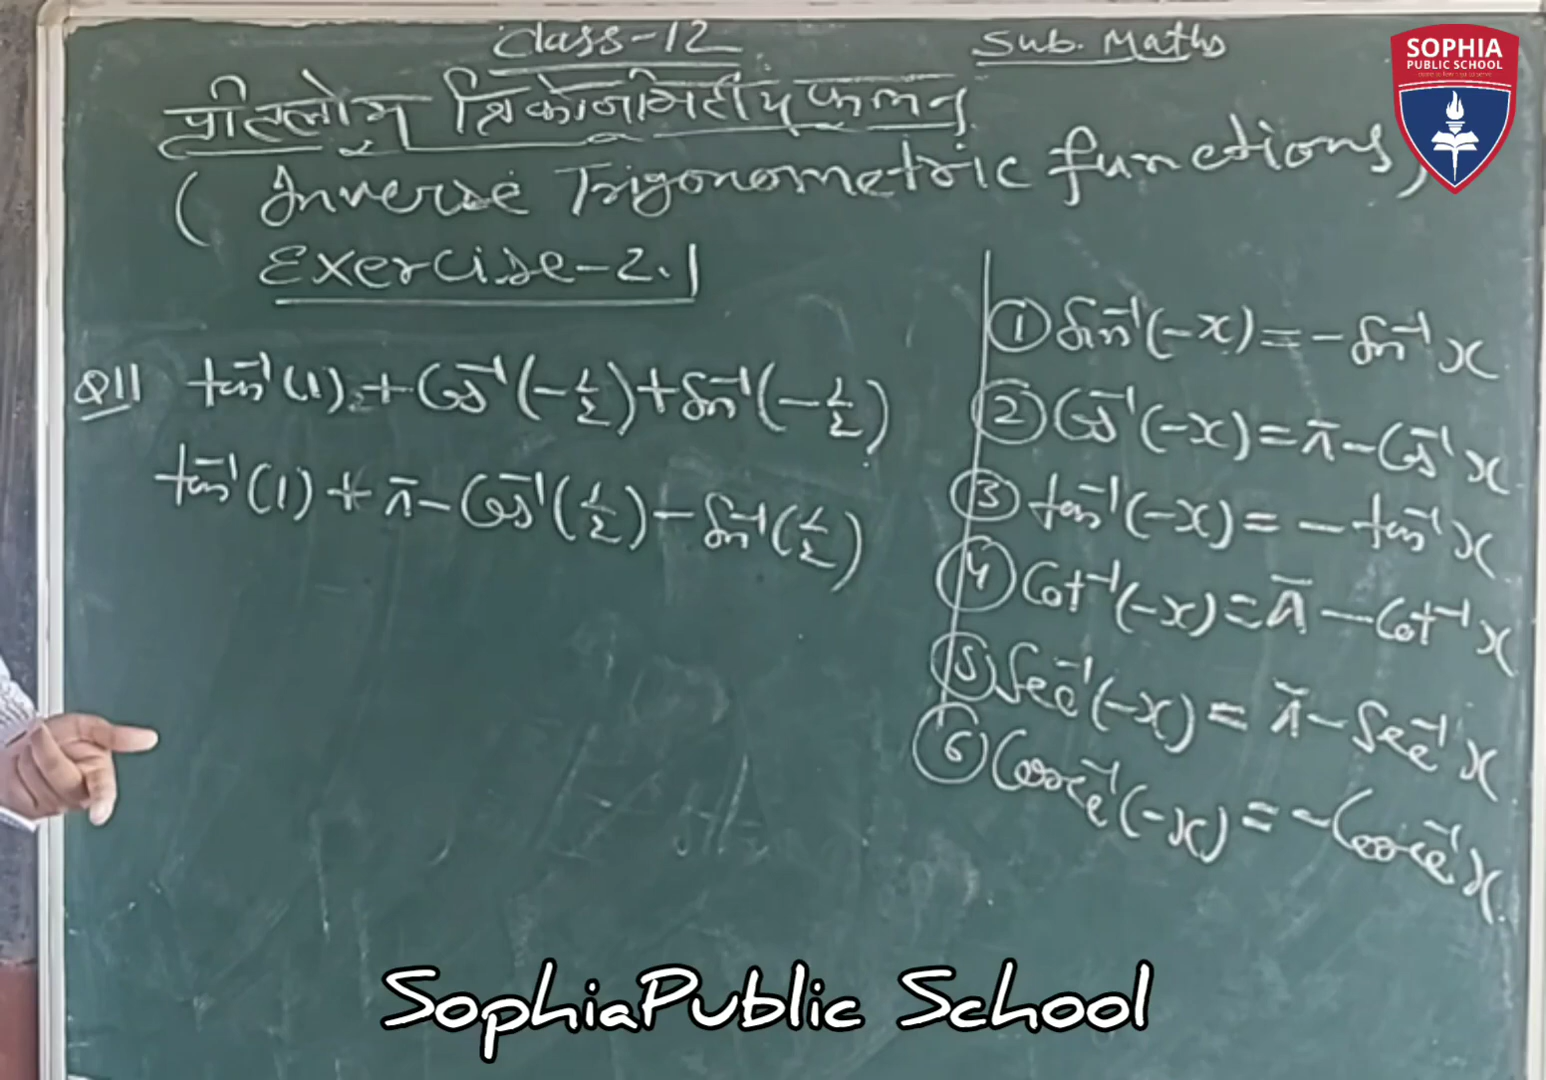 Class-12
Sub. Maths
प्रतिलोम त्रिकोणामितीय फलन
(Inverse Trigonometric functions)
Exercise-2.1
Q11 tan⁻¹(1) + Cos⁻¹(-1/2) + Sin⁻¹(-1/2)
tan⁻¹(1) + π - Cos⁻¹(1/2) - Sin⁻¹(1/2)
① Sin⁻¹(-x) = - Sin⁻¹x
② Cos⁻¹(-x) = π - Cos⁻¹x
③ tan⁻¹(-x) = - tan⁻¹x
④ Cot⁻¹(-x) = π - Cot⁻¹x
⑤ Sec⁻¹(-x) = π - Sec⁻¹x
⑥ Cosec⁻¹(-x) = - Cosec⁻¹x
SOPHIA
PUBLIC SCHOOL
SophiaPublic School